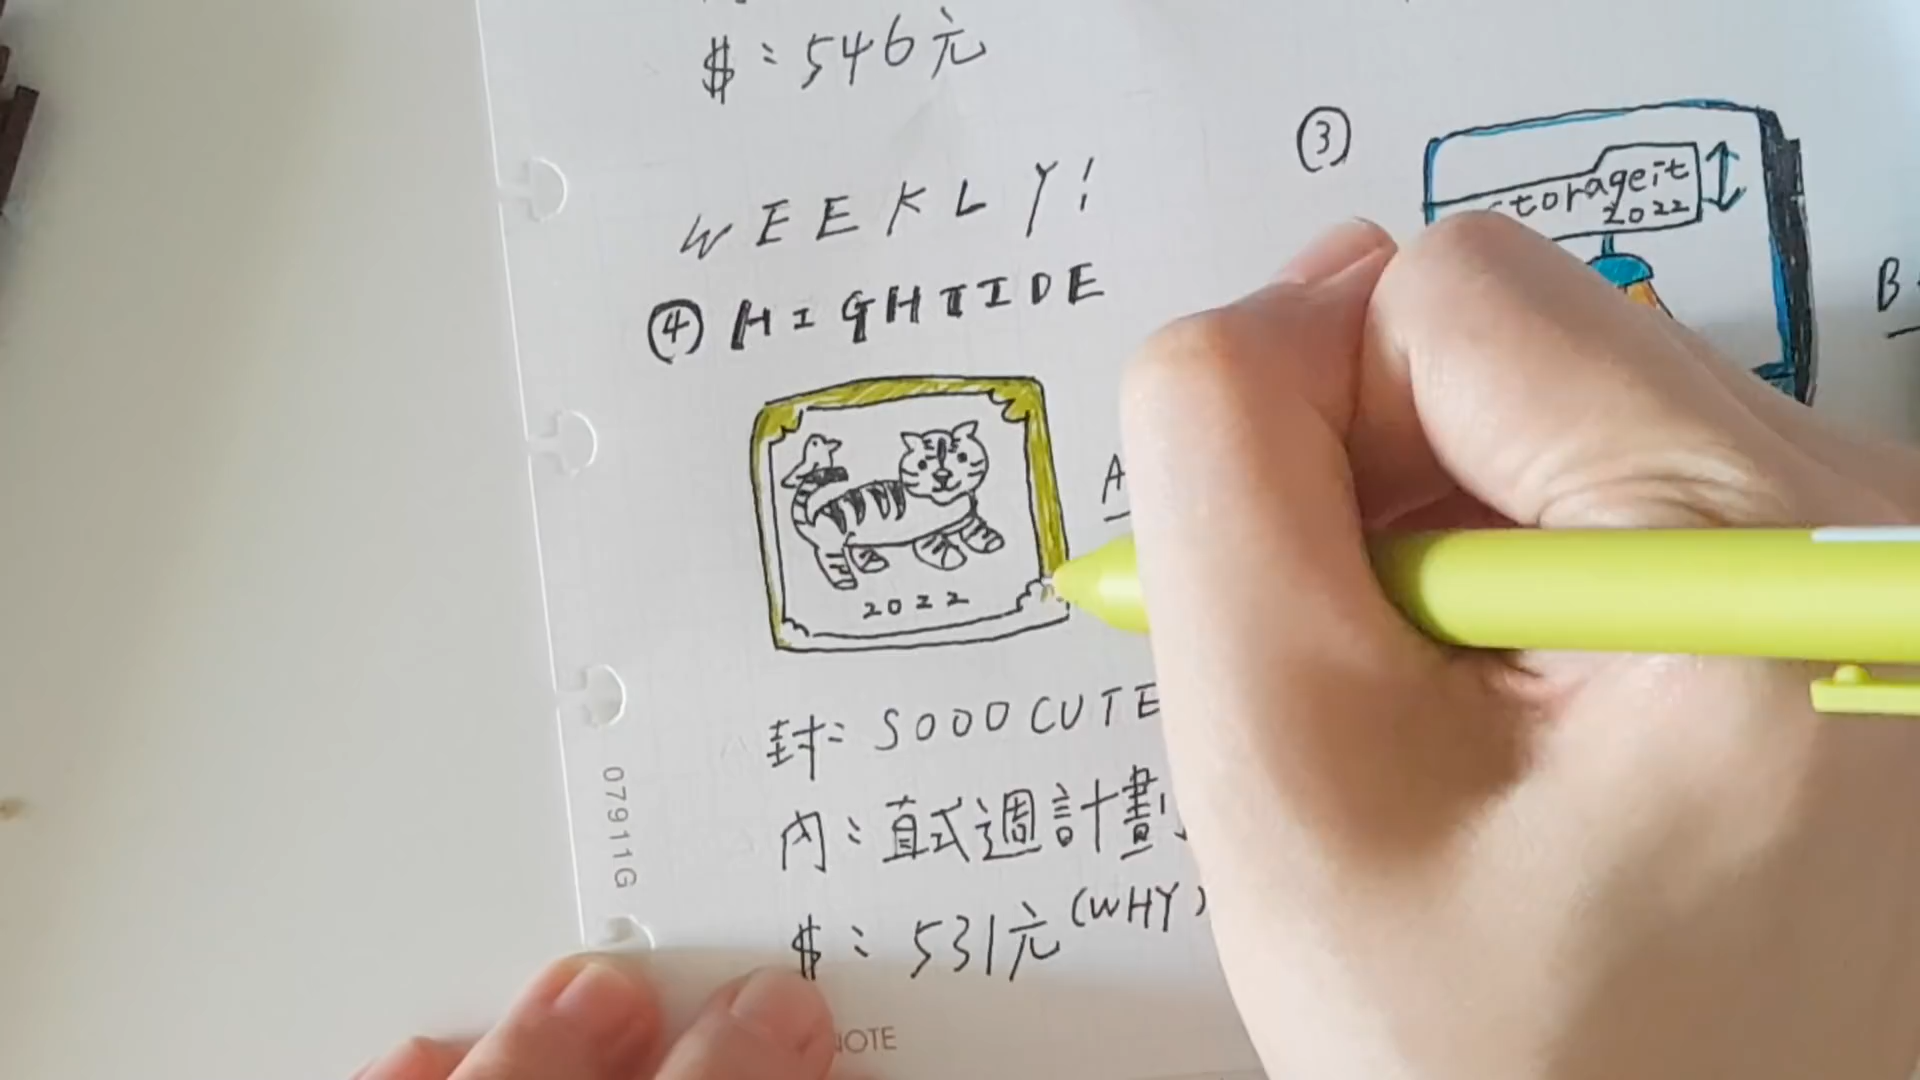 $:546元
WEEKLY!
④ HIGHTIDE
2022
A
封:SOOO CUTE
內:直式週計劃
$:531元(WHY)
07911G
NOTE
③
storageit
2022
B